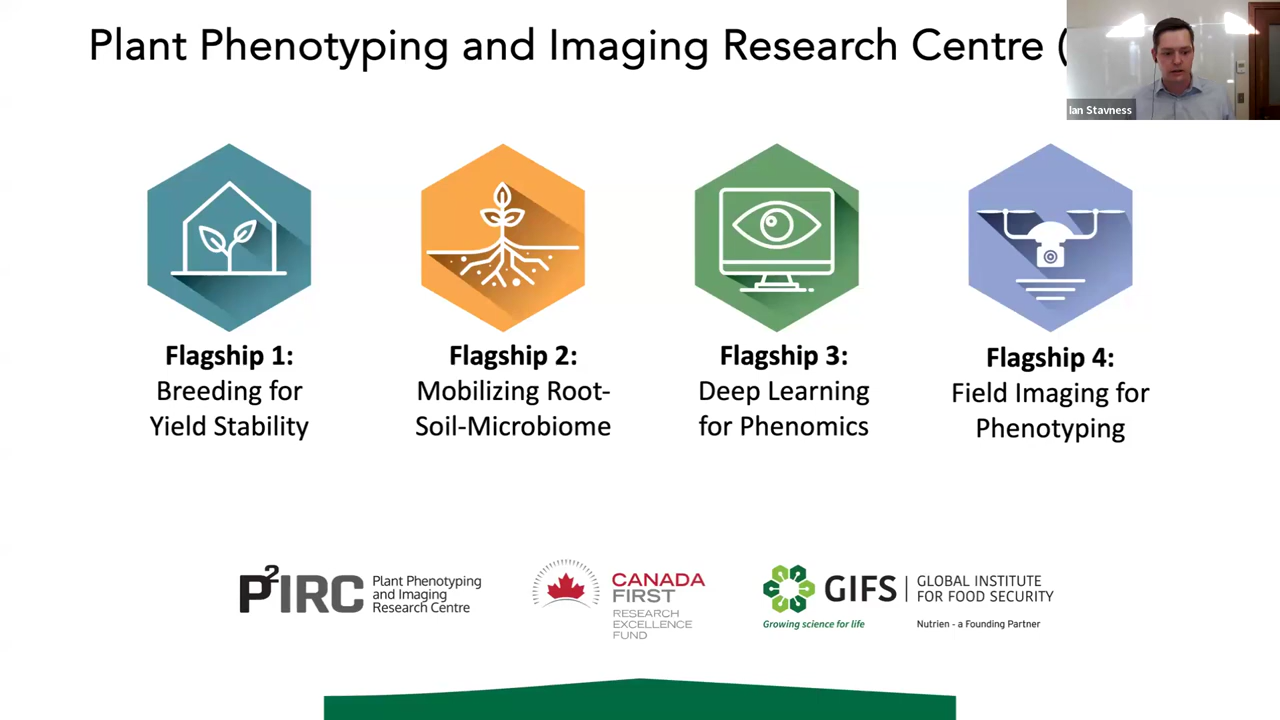 Plant Phenotyping and Imaging Research Centre (
Ian Stavness
Flagship 1:
Breeding for
Yield Stability
Flagship 2:
Mobilizing Root-
Soil-Microbiome
Flagship 3:
Deep Learning
for Phenomics
Flagship 4:
Field Imaging for
Phenotyping
P2IRC
Plant Phenotyping
and Imaging
Research Centre
CANADA
FIRST
RESEARCH
EXCELLENCE
FUND
GIFS
GLOBAL INSTITUTE
FOR FOOD SECURITY
Growing science for life
Nutrien - a Founding Partner